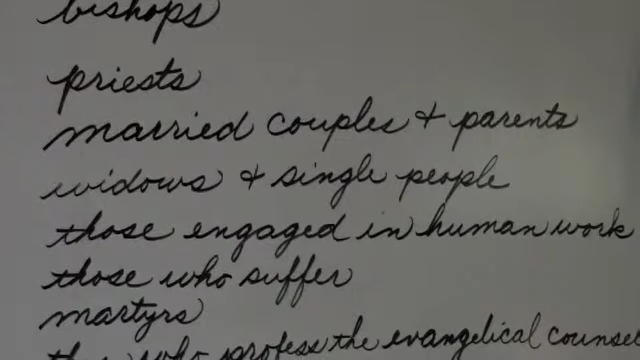 bishops
priests
married couples + parents
widows + single people
those engaged in human work
those who suffer
martyrs
who profess the evangelical